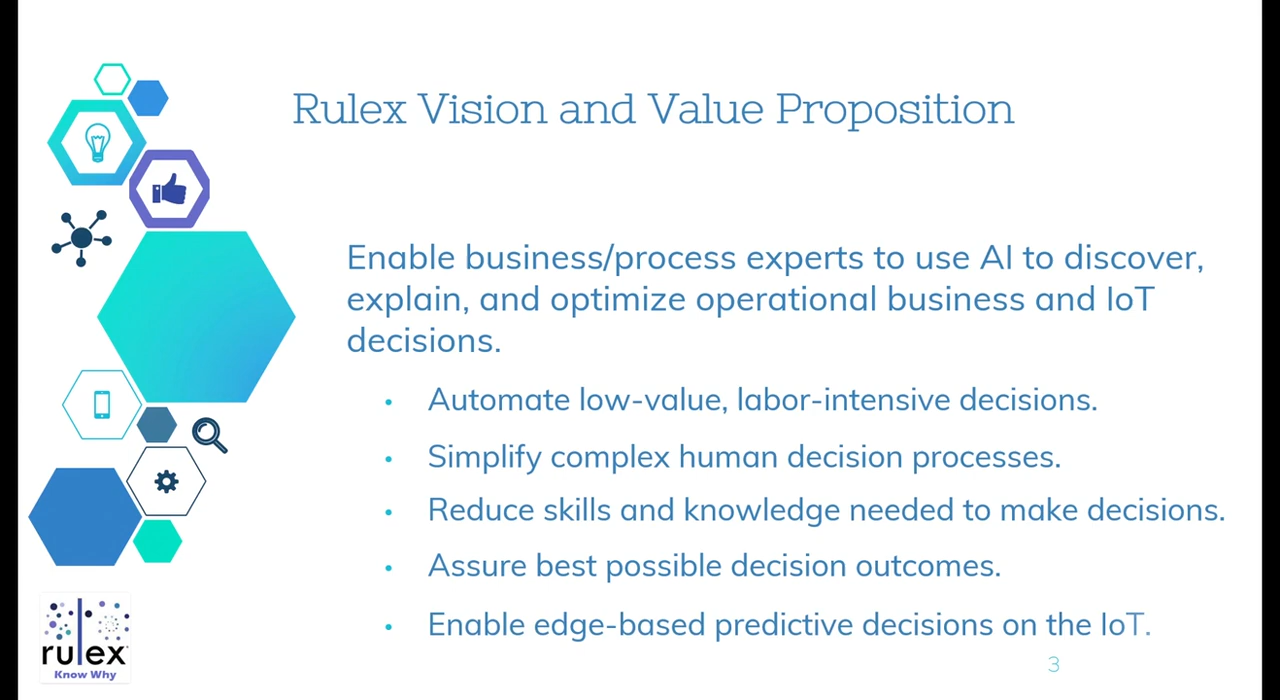 Rulex Vision and Value Proposition
Enable business/process experts to use AI to discover,
explain, and optimize operational business and IoT
decisions.
• Automate low-value, labor-intensive decisions.
• Simplify complex human decision processes.
• Reduce skills and knowledge needed to make decisions.
• Assure best possible decision outcomes.
• Enable edge-based predictive decisions on the IoT.
rulex
Know Why
3